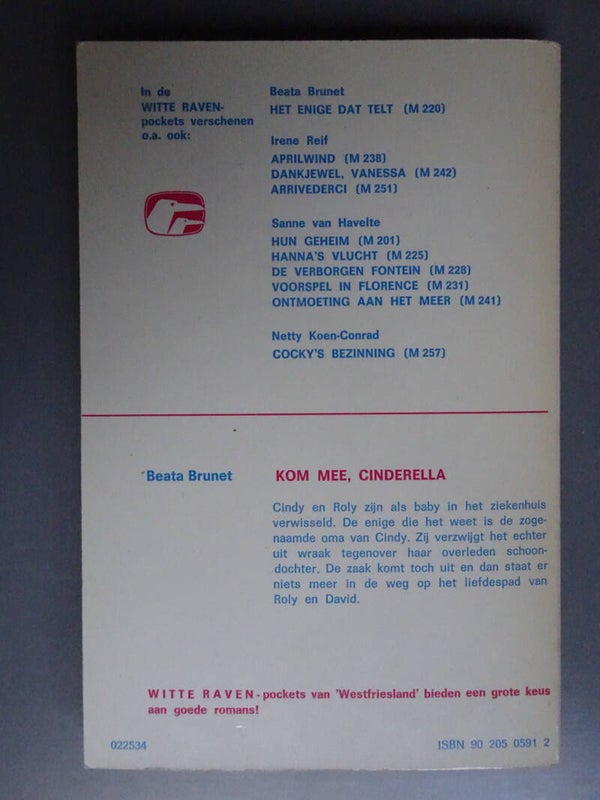 In de
WITTE RAVEN-
pockets verschenen
o.a. ook:
Beata Brunet
HET ENIGE DAT TELT (M 220)
Irene Reif
APRILWIND (M 238)
DANKJEWEL, VANESSA (M 242)
ARRIVEDERCI (M 251)
Sanne van Havelte
HUN GEHEIM (M 201)
HANNA'S VLUCHT (M 225)
DE VERBORGEN FONTEIN (M 228)
VOORSPEL IN FLORENCE (M 231)
ONTMOETING AAN HET MEER (M 241)
Netty Koen-Conrad
COCKY'S BEZINNING (M 257)
Beata Brunet
KOM MEE, CINDERELLA
Cindy en Roly zijn als baby in het ziekenhuis
verwisseld. De enige die het weet is de zoge-
naamde oma van Cindy. Zij verzwijgt het echter
uit wraak tegenover haar overleden schoon-
dochter. De zaak komt toch uit en dan staat er
niets meer in de weg op het liefdespad van
Roly en David.
WITTE RAVEN-pockets van 'Westfriesland' bieden een grote keus
aan goede romans!
022534
ISBN 90 205 0591 2